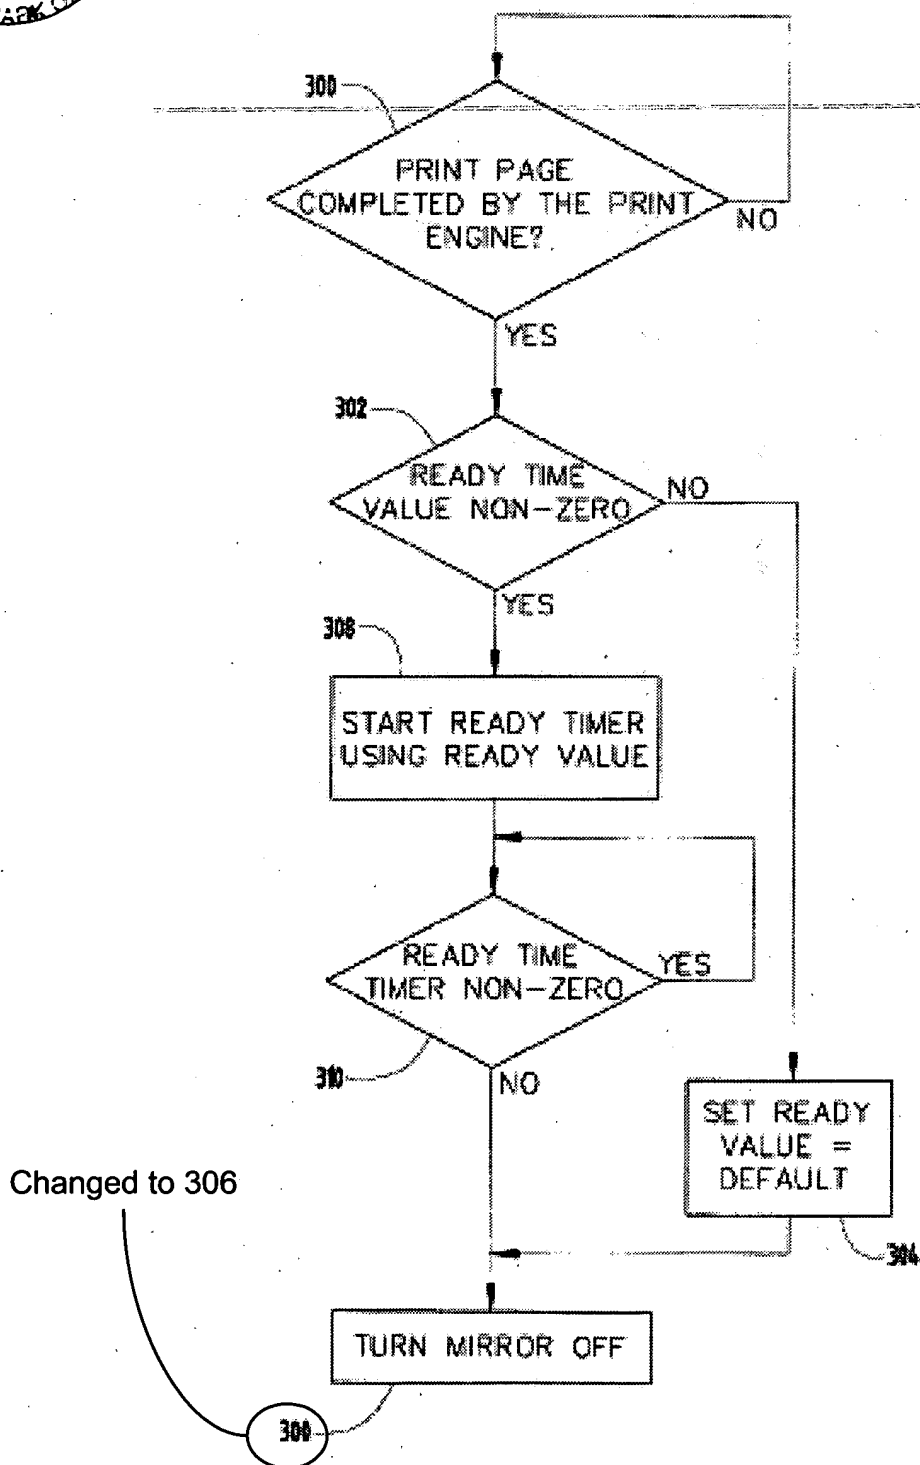 300
PRINT PAGE
COMPLETED BY THE PRINT
ENGINE?
NO
YES
302
READY TIME
VALUE NON-ZERO
NO
YES
308
START READY TIMER
USING READY VALUE
READY TIME
TIMER NON-ZERO
YES
310
NO
SET READY
VALUE =
DEFAULT
304
Changed to 306
TURN MIRROR OFF
300